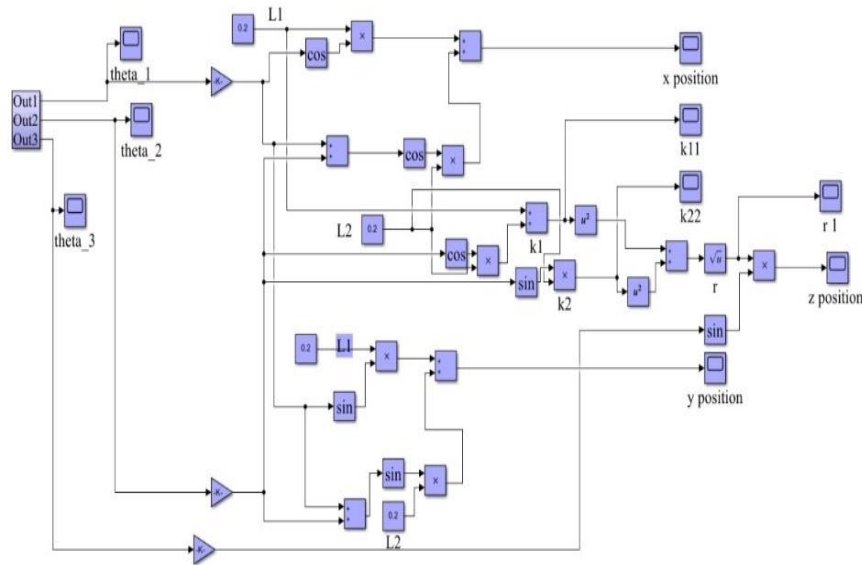 L1
0.2
×
+
+
cos
Out1
Out2
Out3
theta_1
-K-
x position
theta_2
+
+
cos
×
k11
theta_3
L2
0.2
+
+
k1
u²
k22
r 1
cos
×
sin
×
k2
u²
+
+
√u
r
×
z position
0.2
L1
×
+
+
sin
y position
sin
sin
×
-K-
+
+
0.2
L2
-K-